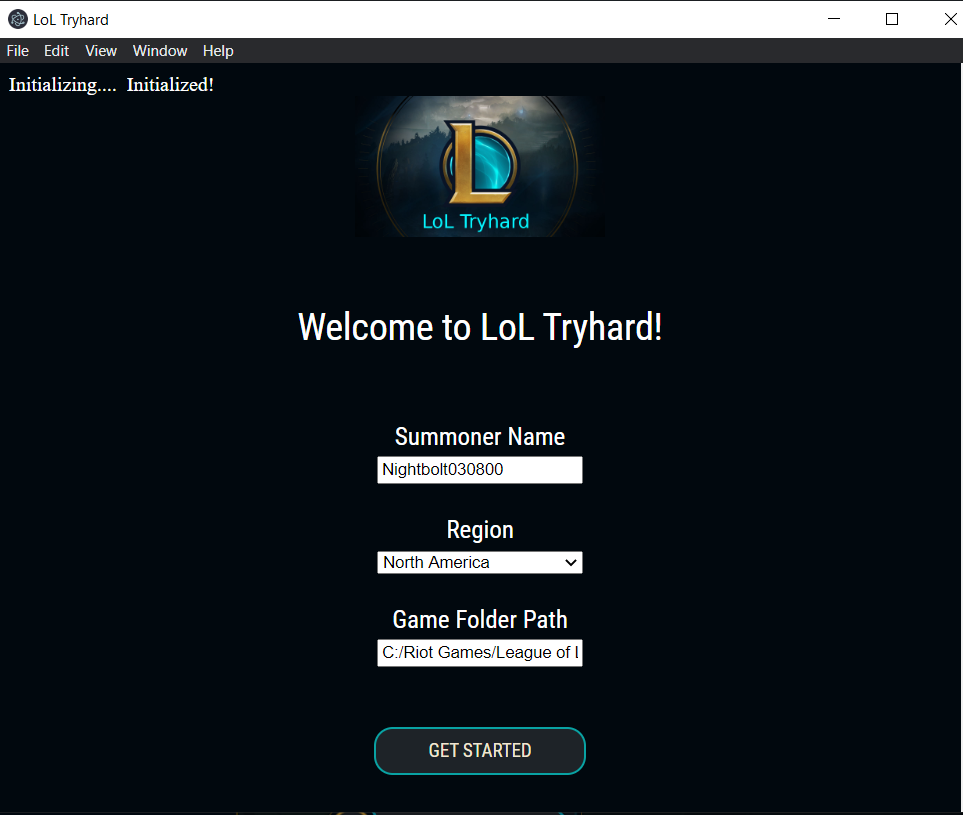 LoL Tryhard
File Edit View Window Help
Initializing.... Initialized!
LoL Tryhard
Welcome to LoL Tryhard!
Summoner Name
Nightbolt030800
Region
North America
Game Folder Path
C:/Riot Games/League of
GET STARTED